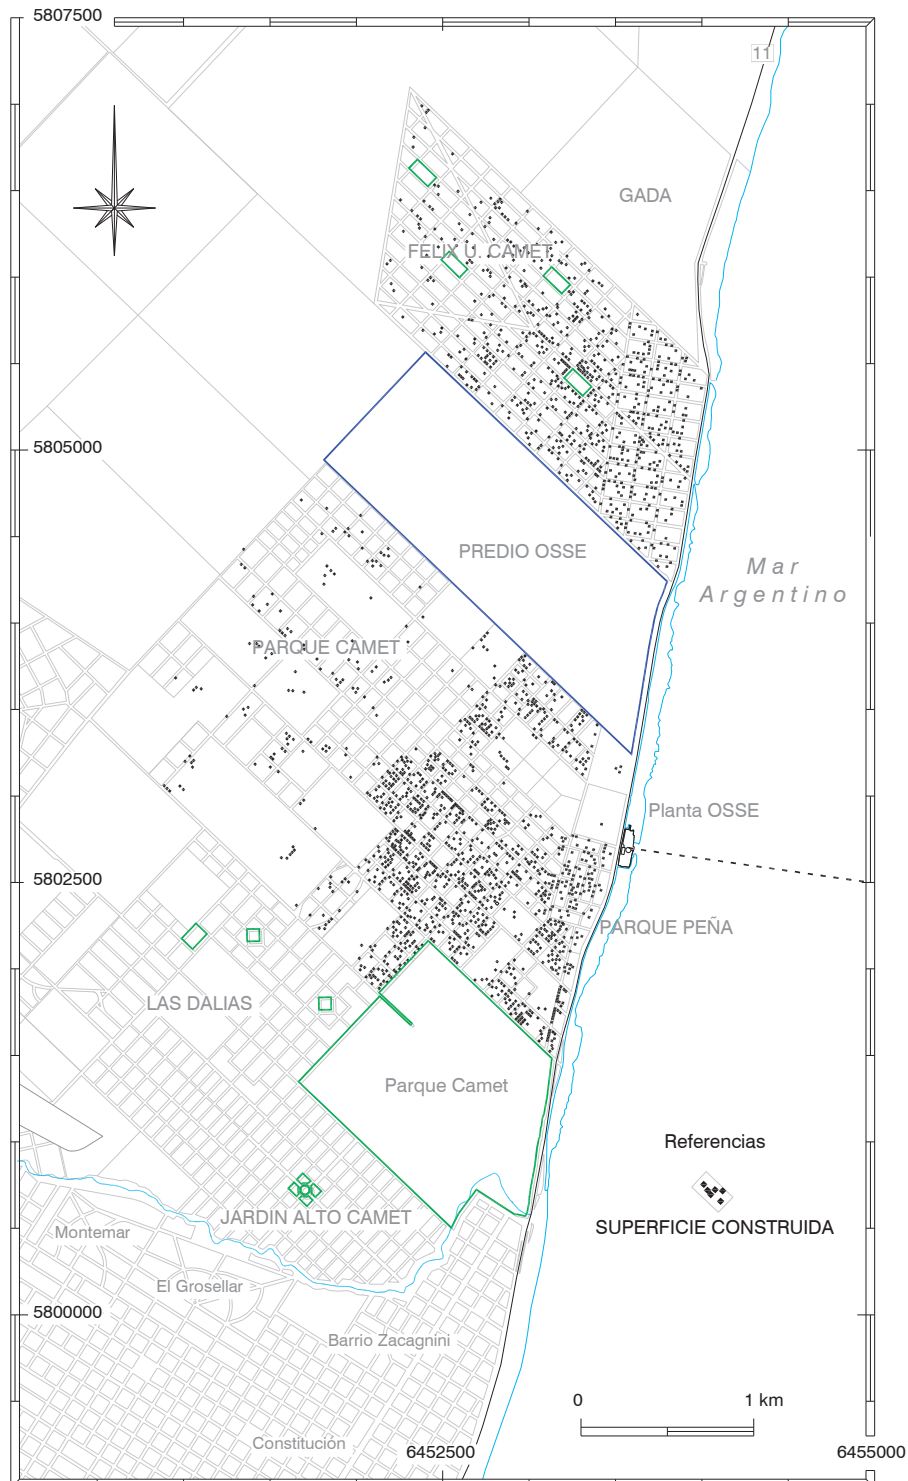 5807500
11
GADA
FELIX U. CAMET
5805000
PREDIO OSSE
Mar
Argentino
PARQUE CAMET
Planta OSSE
5802500
PARQUE PEÑA
LAS DALIAS
Parque Camet
Referencias
JARDIN ALTO CAMET
SUPERFICIE CONSTRUIDA
Montemar
El Grosellar
5800000
Barrio Zacagnini
0 1 km
Constitución
6452500
6455000